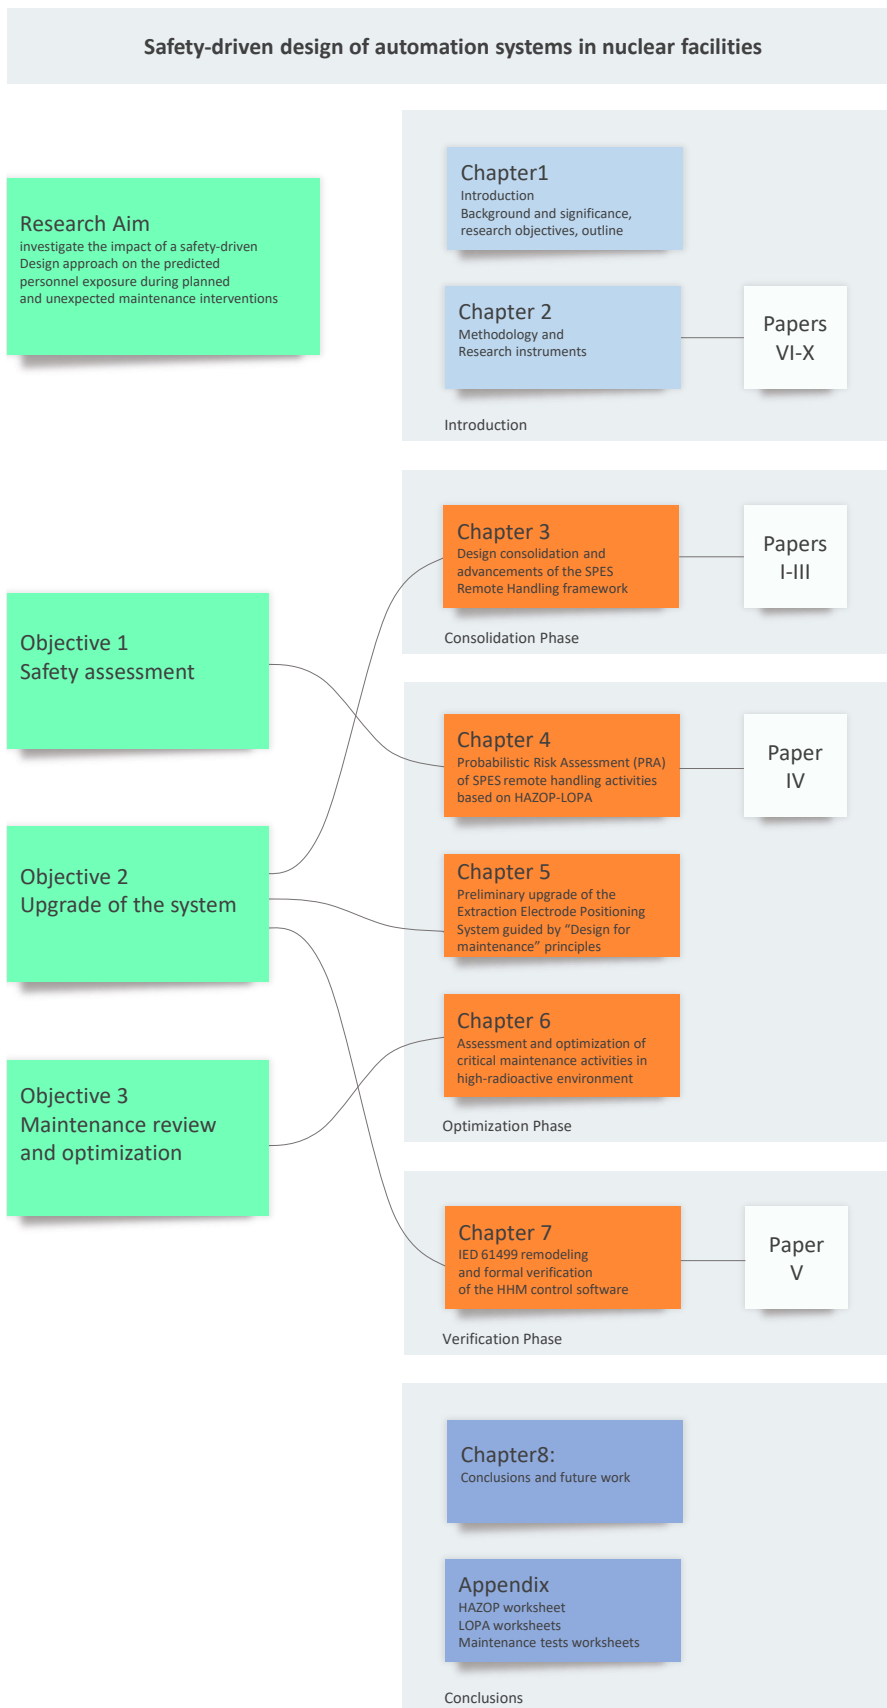 Safety-driven design of automation systems in nuclear facilities
Research Aim
investigate the impact of a safety-driven
Design approach on the predicted
personnel exposure during planned
and unexpected maintenance interventions
Chapter1
Introduction
Background and significance,
research objectives, outline
Chapter 2
Methodology and
Research instruments
Papers
VI-X
Introduction
Chapter 3
Design consolidation and
advancements of the SPES
Remote Handling framework
Papers
I-III
Consolidation Phase
Objective 1
Safety assessment
Chapter 4
Probabilistic Risk Assessment (PRA)
of SPES remote handling activities
based on HAZOP-LOPA
Paper
IV
Objective 2
Upgrade of the system
Chapter 5
Preliminary upgrade of the
Extraction Electrode Positioning
System guided by “Design for
maintenance” principles
Chapter 6
Assessment and optimization of
critical maintenance activities in
high-radioactive environment
Objective 3
Maintenance review
and optimization
Optimization Phase
Chapter 7
IED 61499 remodeling
and formal verification
of the HHM control software
Paper
V
Verification Phase
Chapter8:
Conclusions and future work
Appendix
HAZOP worksheet
LOPA worksheets
Maintenance tests worksheets
Conclusions